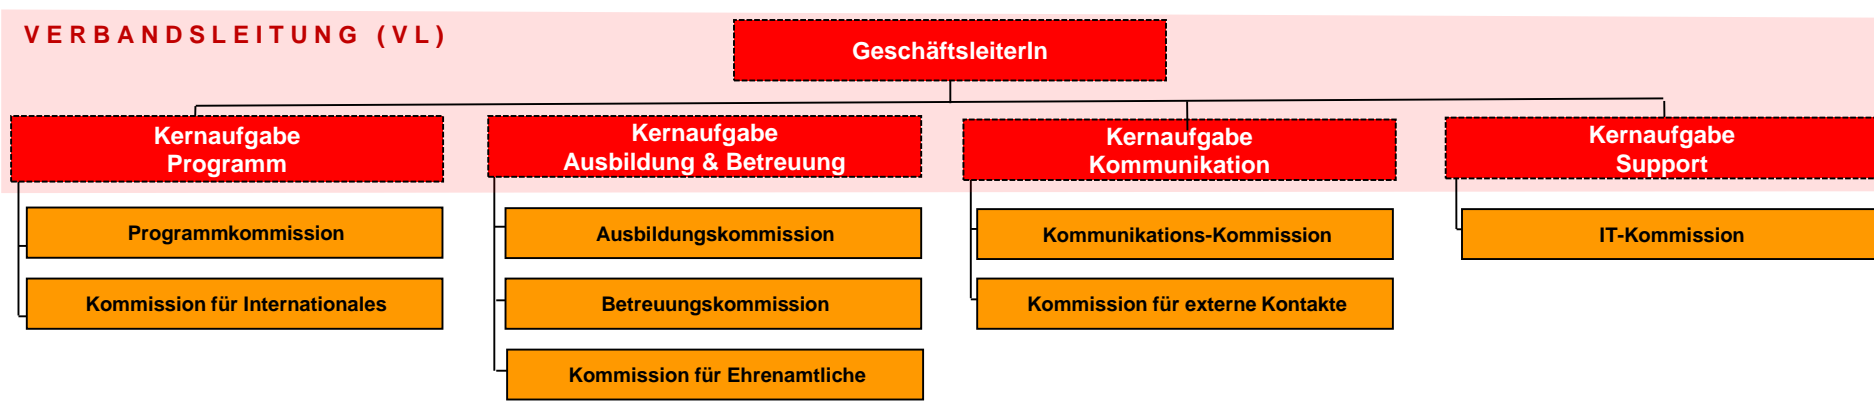 VERBANDSLEITUNG (VL)
GeschäftsleiterIn
Kernaufgabe
Programm
Kernaufgabe
Ausbildung & Betreuung
Kernaufgabe
Kommunikation
Kernaufgabe
Support
Programmkommission
Ausbildungskommission
Kommunikations-Kommission
IT-Kommission
Kommission für Internationales
Betreuungskommission
Kommission für externe Kontakte
Kommission für Ehrenamtliche